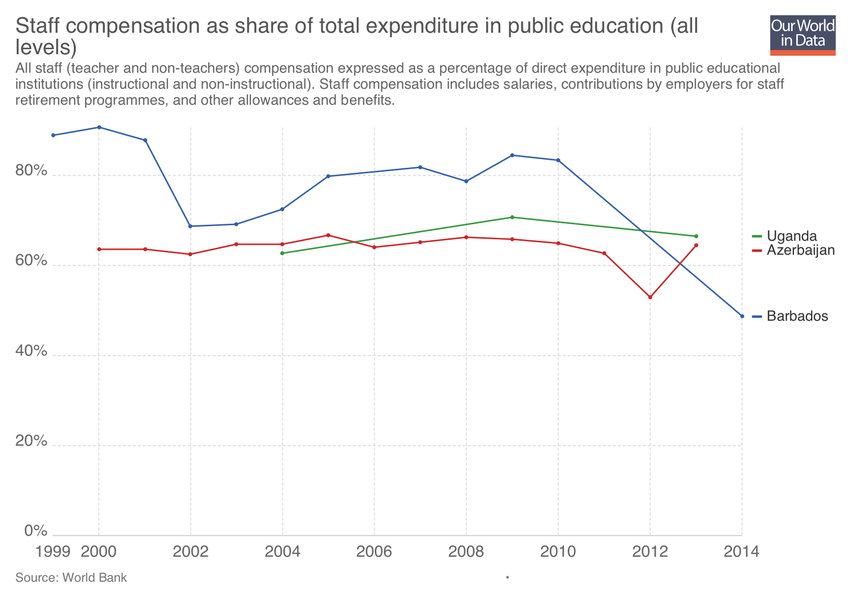 Staff compensation as share of total expenditure in public education (all
levels)
Our World
in Data
All staff (teacher and non-teachers) compensation expressed as a percentage of direct expenditure in public educational
institutions (instructional and non-instructional). Staff compensation includes salaries, contributions by employers for staff
retirement programmes, and other allowances and benefits.
80%
60%
40%
20%
0%
Uganda
Azerbaijan
Barbados
1999 2000 2002 2004 2006 2008 2010 2012 2014
Source: World Bank